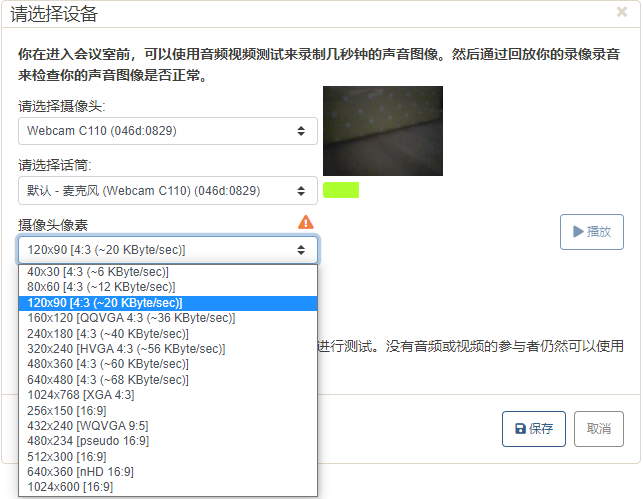 请选择设备
×
你在进入会议室前，可以使用音频视频测试来录制几秒钟的声音图像。然后通过回放你的录像录音
来检查你的声音图像是否正常。
请选择摄像头:
Webcam C110 (046d:0829)
请选择话筒:
默认 - 麦克风 (Webcam C110) (046d:0829)
摄像头像素
120x90 [4:3 (~20 KByte/sec)]
播放
40x30 [4:3 (~6 KByte/sec)]
80x60 [4:3 (~12 KByte/sec)]
120x90 [4:3 (~20 KByte/sec)]
160x120 [QQVGA 4:3 (~36 KByte/sec)]
240x180 [4:3 (~40 KByte/sec)]
320x240 [HVGA 4:3 (~56 KByte/sec)]
进行测试。没有音频或视频的参与者仍然可以使用
480x360 [4:3 (~60 KByte/sec)]
640x480 [4:3 (~68 KByte/sec)]
1024x768 [XGA 4:3]
256x150 [16:9]
432x240 [WQVGA 9:5]
480x234 [pseudo 16:9]
512x300 [16:9]
640x360 [nHD 16:9]
1024x600 [16:9]
保存
取消